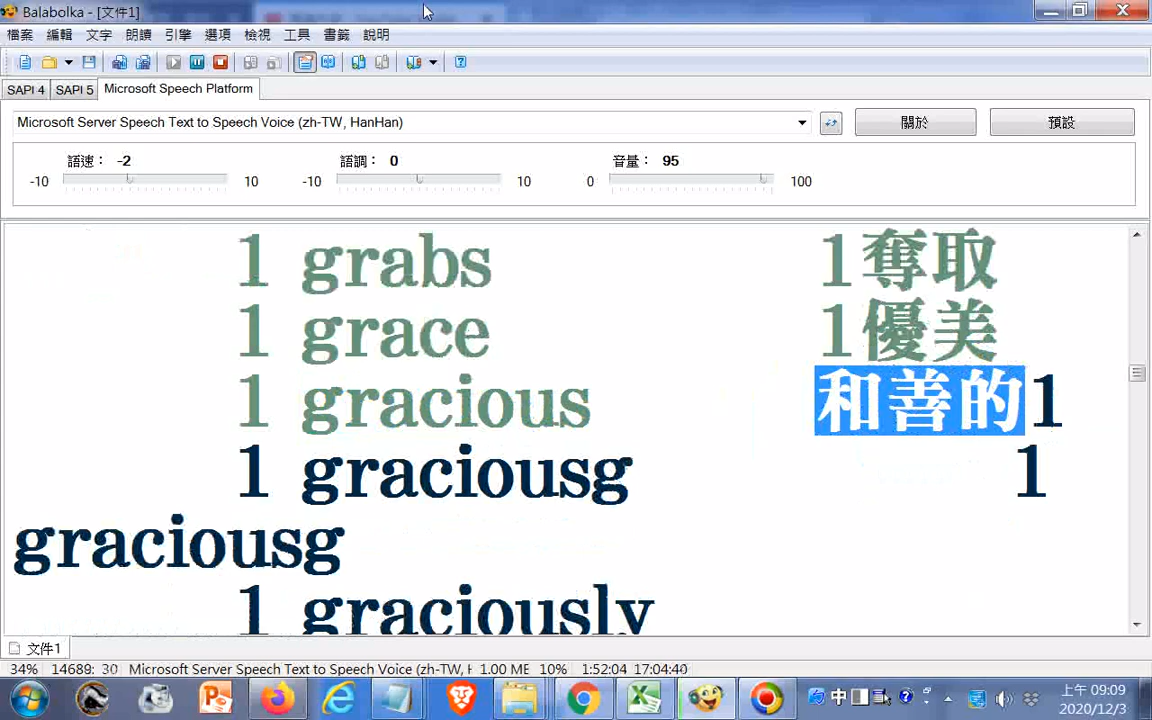 Balabolka - [文件1]
檔案 編輯 文字 朗讀 引擎 選項 檢視 工具 書籤 說明
SAPI 4 SAPI 5 Microsoft Speech Platform
Microsoft Server Speech Text to Speech Voice (zh-TW, HanHan) 關於 預設
語速： -2 語調： 0 音量： 95
-10 10 -10 10 0 100
1 grabs 1奪取
1 grace 1優美
1 gracious 和善的1
1 graciousg 1
graciousg
1 graciously
文件1
34% 14689: 30 Microsoft Server Speech Text to Speech Voice (zh-TW, H 1.00 ME 10% 1:52:04 17:04:40
中 上午 09:09
2020/12/3